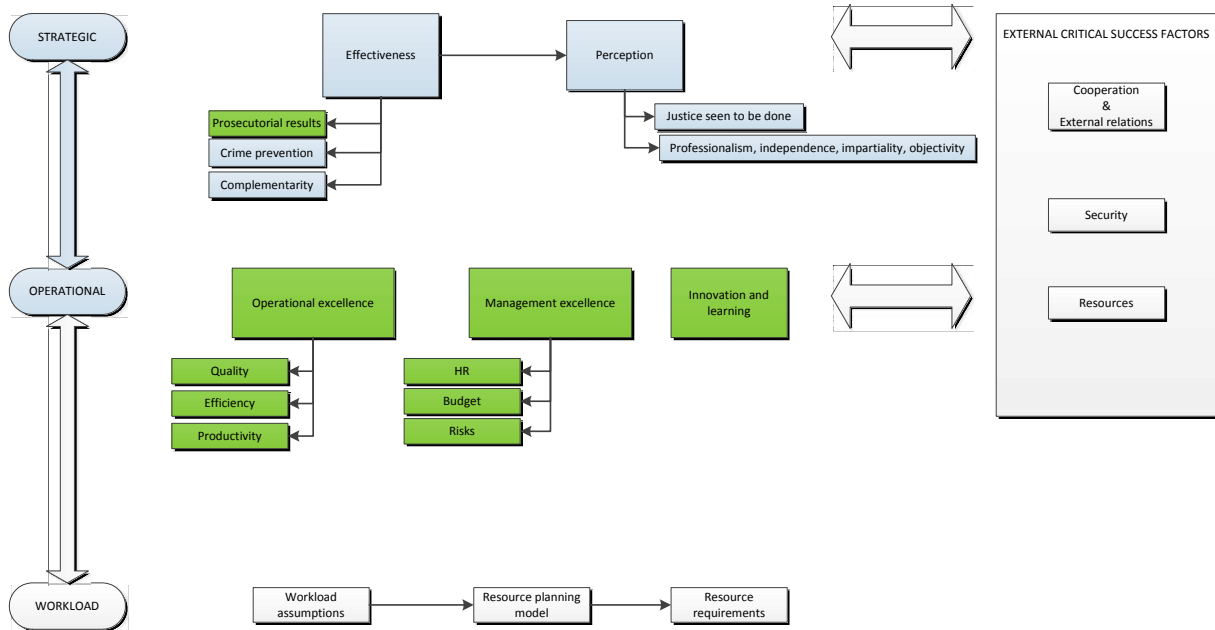 STRATEGIC
Effectiveness
Perception
EXTERNAL CRITICAL SUCCESS FACTORS
Prosecutorial results
Crime prevention
Complementarity
Justice seen to be done
Professionalism, independence, impartiality, objectivity
Cooperation
&
External relations
Security
Resources
OPERATIONAL
Operational excellence
Management excellence
Innovation and
learning
Quality
Efficiency
Productivity
HR
Budget
Risks
WORKLOAD
Workload
assumptions
Resource planning
model
Resource
requirements